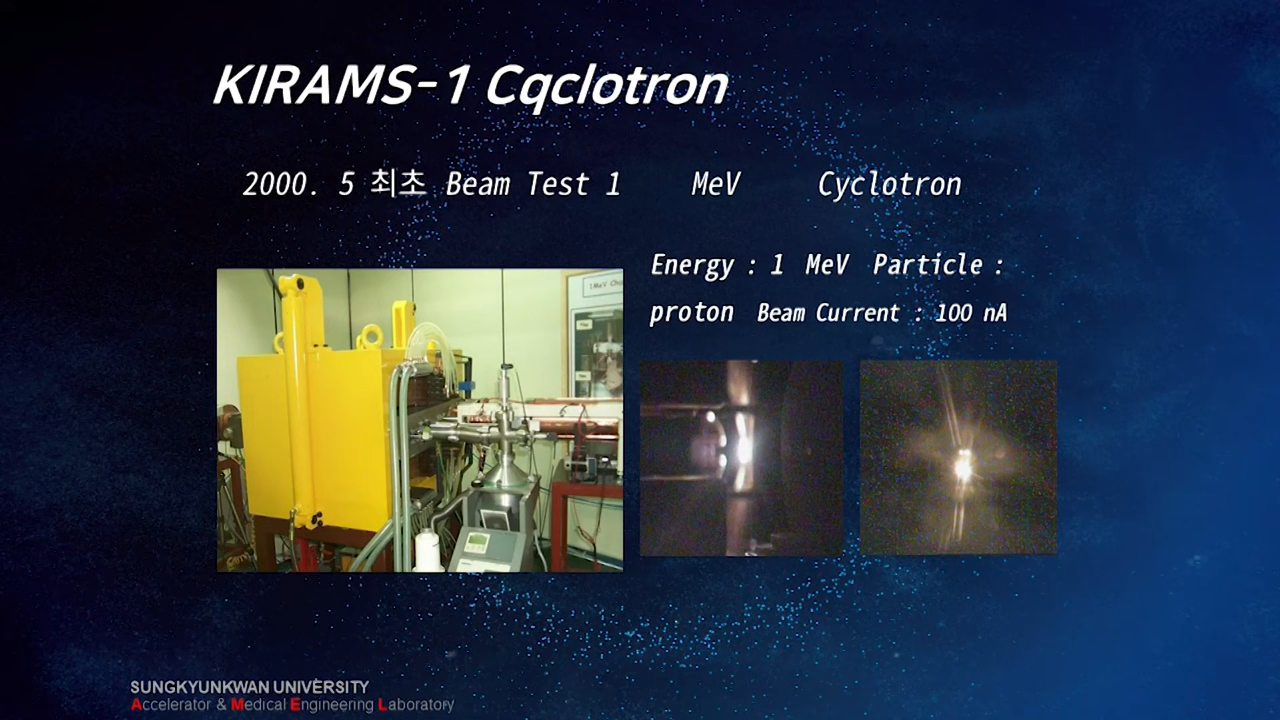 KIRAMS-1 Cqclotron
2000. 5 최초 Beam Test 1 MeV Cyclotron
Energy : 1 MeV Particle :
proton Beam Current : 100 nA
1MeV
SUNGKYUNKWAN UNIVERSITY
Accelerator & Medical Engineering Laboratory